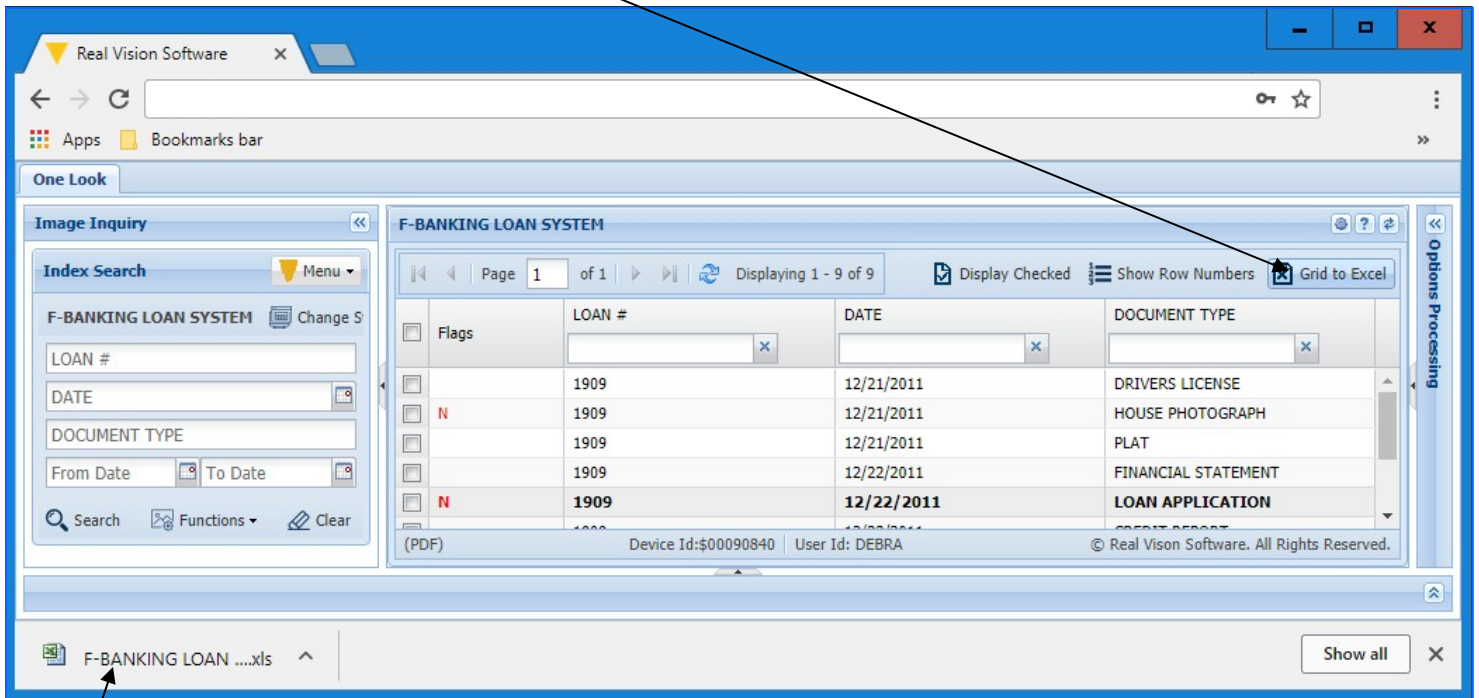 Real Vision Software
Apps Bookmarks bar
One Look
Image Inquiry
Index Search Menu
F-BANKING LOAN SYSTEM Change S
LOAN #
DATE
DOCUMENT TYPE
From Date To Date
Search Functions Clear
F-BANKING LOAN SYSTEM
Page 1 of 1 Displaying 1 - 9 of 9 Display Checked Show Row Numbers Grid to Excel
Flags LOAN # DATE DOCUMENT TYPE
1909 12/21/2011 DRIVERS LICENSE
N 1909 12/21/2011 HOUSE PHOTOGRAPH
1909 12/21/2011 PLAT
1909 12/22/2011 FINANCIAL STATEMENT
N 1909 12/22/2011 LOAN APPLICATION
(PDF) Device Id:$00090840 User Id: DEBRA © Real Vison Software. All Rights Reserved.
Options Processing
F-BANKING LOAN ....xls Show all